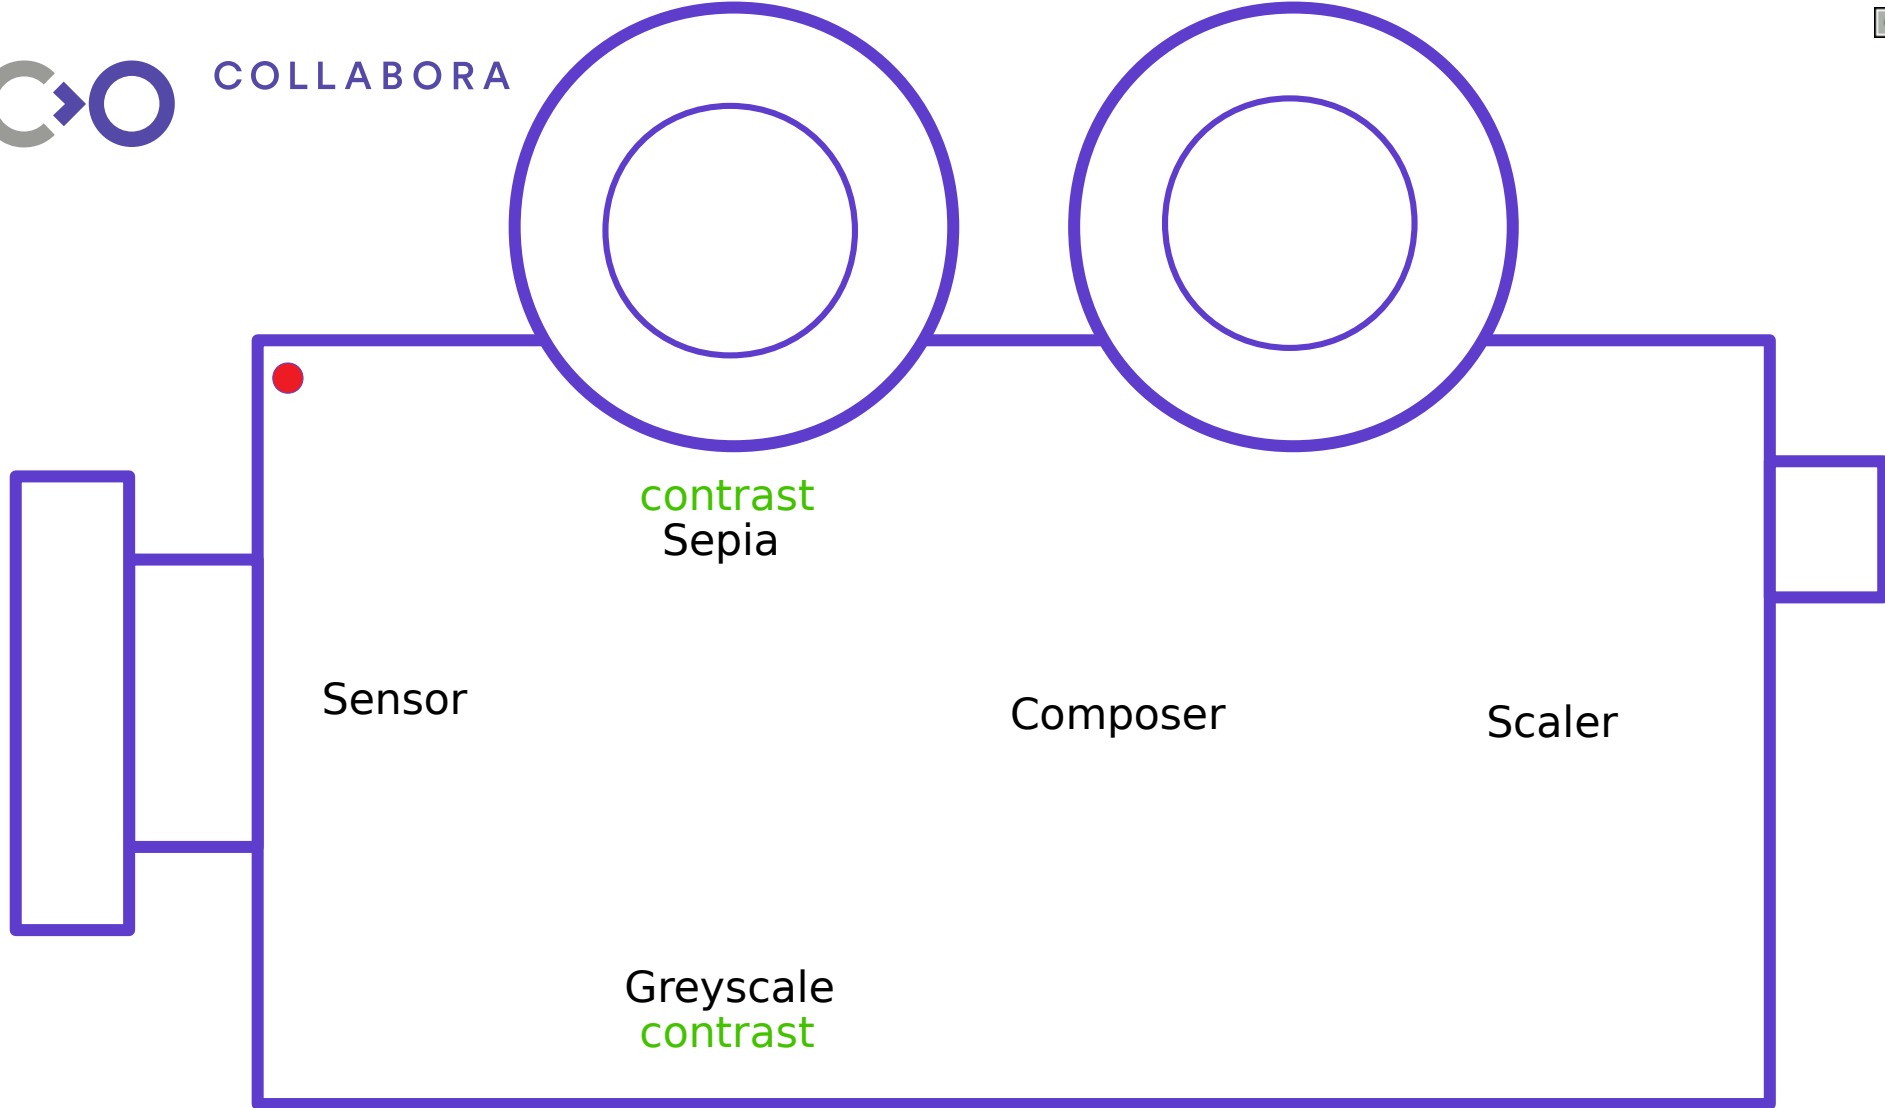 COLLABORA
contrast
Sepia
Sensor
Composer
Scaler
Greyscale
contrast